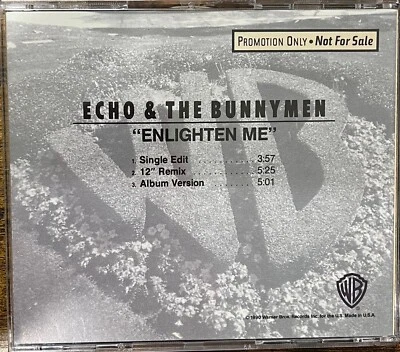 PROMOTION ONLY • NOT FOR SALE
ECHO & THE BUNNYMEN
"ENLIGHTEN ME"
1. Single Edit .......... 3:57
2. 12" Remix .......... 5:25
3. Album Version ....... 5:01
WB
WB
© 1990 Warner Bros. Records Inc. for the U.S. Made in U.S.A.